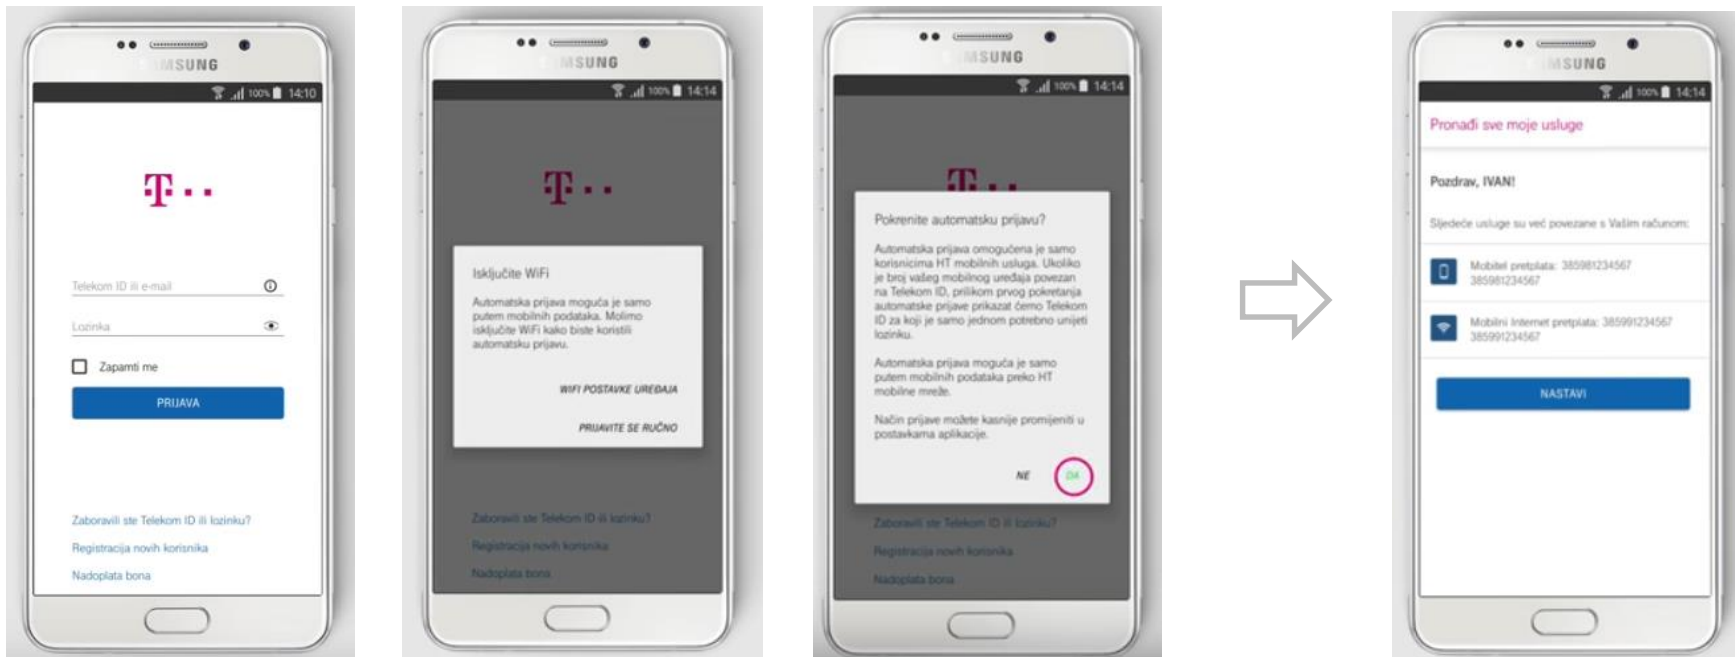 SAMSUNG
100% 14:10
T
Telekom ID ili e-mail
Lozinka
Zapamti me
PRIJAVA
Zaboravili ste Telekom ID ili lozinku?
Registracija novih korisnika
Nadoplata bona
SAMSUNG
100% 14:14
T
Isključite WiFi
Automatska prijava moguća je samo
putem mobilnih podataka. Molimo
isključite WiFi kako biste koristili
automatsku prijavu.
WIFI POSTAVKE UREĐAJA
PRIJAVITE SE RUČNO
Zaboravili ste Telekom ID ili lozinku?
Registracija novih korisnika
Nadoplata bona
SAMSUNG
100% 14:14
T
Pokrenite automatsku prijavu?
Automatska prijava omogućena je samo
korisnicima HT mobilnih usluga. Ukoliko
je broj vašeg mobilnog uređaja povezan
na Telekom ID, prilikom prvog pokretanja
automatske prijave prikazat ćemo Telekom
ID za koji je samo jednom potrebno unijeti
lozinku.
Automatska prijava moguća je samo
putem mobilnih podataka preko HT
mobilne mreže.
Način prijave možete kasnije promijeniti u
postavkama aplikacije.
NE DA
Zaboravili ste Telekom ID ili lozinku?
Registracija novih korisnika
Nadoplata bona
SAMSUNG
100% 14:14
Pronađi sve moje usluge
Pozdrav, IVAN!
Sljedeće usluge su već povezane s Vašim računom:
Mobitel pretplata: 385981234567
385981234567
Mobilni Internet pretplata: 385991234567
385991234567
NASTAVI